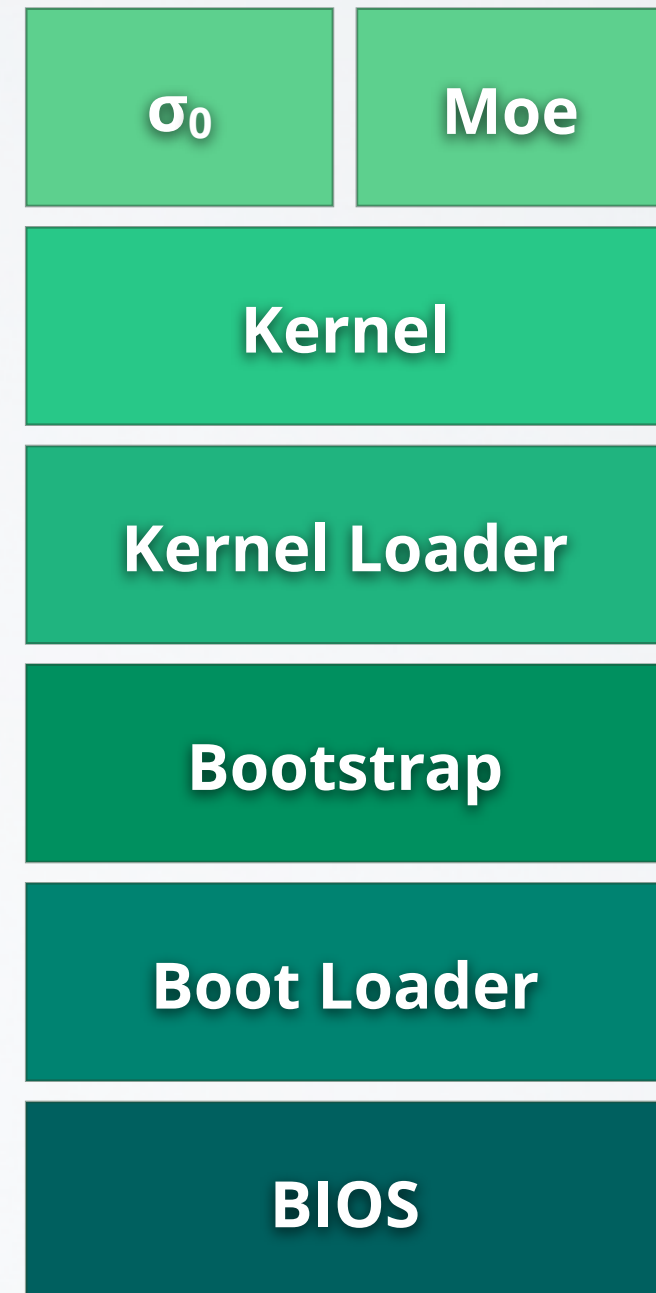 σ₀ Moe
Kernel
Kernel Loader
Bootstrap
Boot Loader
BIOS